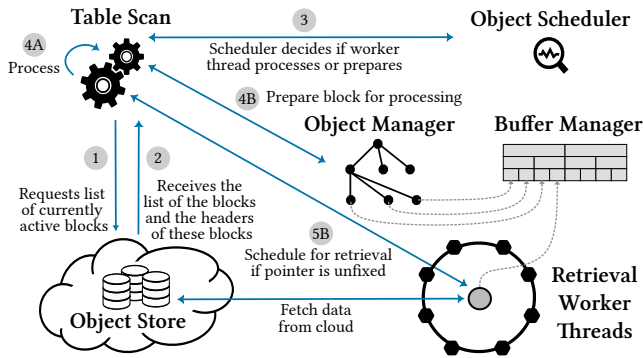 Table Scan
3
Object Scheduler
4A
Process
Scheduler decides if worker
thread processes or prepares
4B
Prepare block for processing
Object Manager
Buffer Manager
1
2
Requests list
of currently
active blocks
Receives the
list of the blocks
and the headers
of these blocks
5B
Schedule for retrieval
if pointer is unfixed
Object Store
Fetch data
from cloud
Retrieval
Worker
Threads